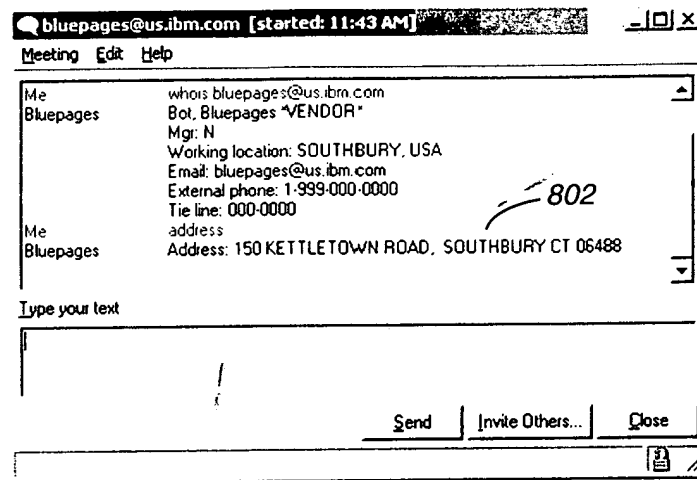 bluepages@us.ibm.com [started: 11:43 AM]
Meeting Edit Help
Me whois bluepages@us.ibm.com
Bluepages Bot, Bluepages *VENDOR*
Mgr: N
Working location: SOUTHBURY, USA
Email: bluepages@us.ibm.com
External phone: 1-999-000-0000
Tie line: 000-0000
802
Me address
Bluepages Address: 150 KETTLETOWN ROAD, SOUTHBURY CT 06488
Type your text
Send Invite Others... Close